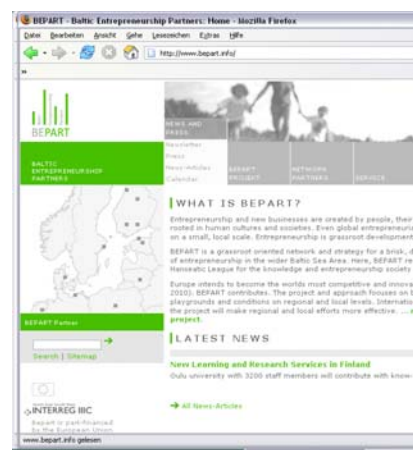 BEPART - Baltic Entrepreneurship Partners: Home - Mozilla Firefox
Datei Bearbeiten Ansicht Gehe Lesezeichen Extras Hilfe
http://www.bepart.info/
BEPART
NEWS AND
PRESS
Newsletter
Press
News-Articles
Calendar
BEPART
PROJECT
NETWORK
PARTNERS
SERVICE
BALTIC
ENTREPRENEURSHIP
PARTNERS
WHAT IS BEPART?
Entrepreneurship and new businesses are created by people, their
rooted in human cultures and societies. Even global entrepreneuri
on a small, local scale. Entrepreneurship is grassroot development
BEPART is a grassroot oriented network and strategy for a brisk, d
of entrepreneurship in the wider Baltic Sea Area. Here, BEPART re
Hanseatic League for the knowledge and entrepreneurship society
Europe intends to become the worlds most competitive and innova
2010). BEPART contributes. The project and approach focuses on
playgrounds and conditions on regional and local levels. Internatio
the project will make regional and local efforts more effective. ...
project.
BEPART Partner
Search | Sitemap
LATEST NEWS
New Learning and Research Services in Finland
Oulu university with 3200 staff members will contribute with know-
All News-Articles
INTERREG IIIC
Bepart is part-financed
by the European Union.
www.bepart.info gelesen